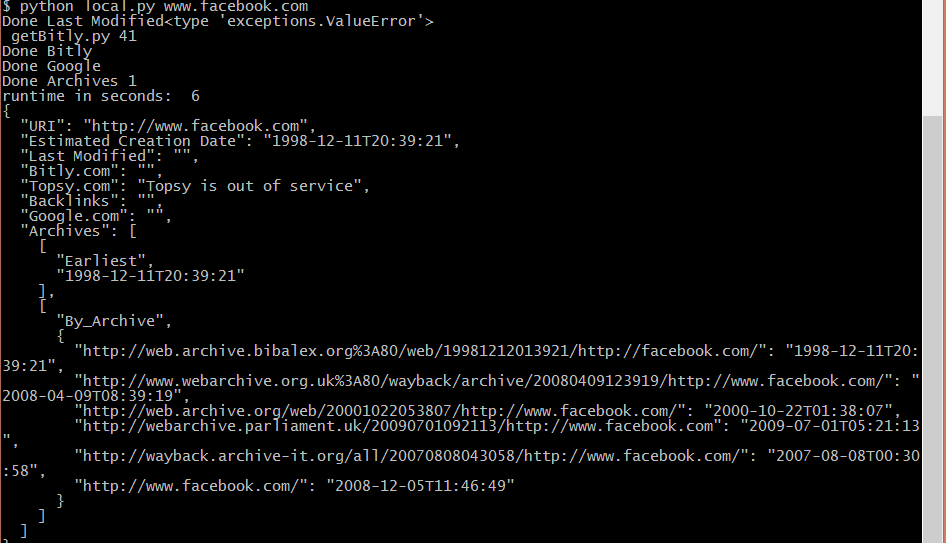 $ python local.py www.facebook.com
Done Last Modified<type 'exceptions.ValueError'>
 getBitly.py 41
Done Bitly
Done Google
Done Archives 1
runtime in seconds:  6
{
  "URI": "http://www.facebook.com",
  "Estimated Creation Date": "1998-12-11T20:39:21",
  "Last Modified": "",
  "Bitly.com": "",
  "Topsy.com": "Topsy is out of service",
  "Backlinks": "",
  "Google.com": "",
  "Archives": [
    [
      "Earliest",
      "1998-12-11T20:39:21"
    ],
    [
      "By_Archive",
      {
        "http://web.archive.bibalex.org%3A80/web/19981212013921/http://facebook.com/": "1998-12-11T20:
39:21",
        "http://www.webarchive.org.uk%3A80/wayback/archive/20080409123919/http://www.facebook.com/": "
2008-04-09T08:39:19",
        "http://web.archive.org/web/20001022053807/http://www.facebook.com/": "2000-10-22T01:38:07",
        "http://webarchive.parliament.uk/20090701092113/http://www.facebook.com": "2009-07-01T05:21:13
",
        "http://wayback.archive-it.org/all/20070808043058/http://www.facebook.com/": "2007-08-08T00:30
:58",
        "http://www.facebook.com/": "2008-12-05T11:46:49"
      }
    ]
  ]